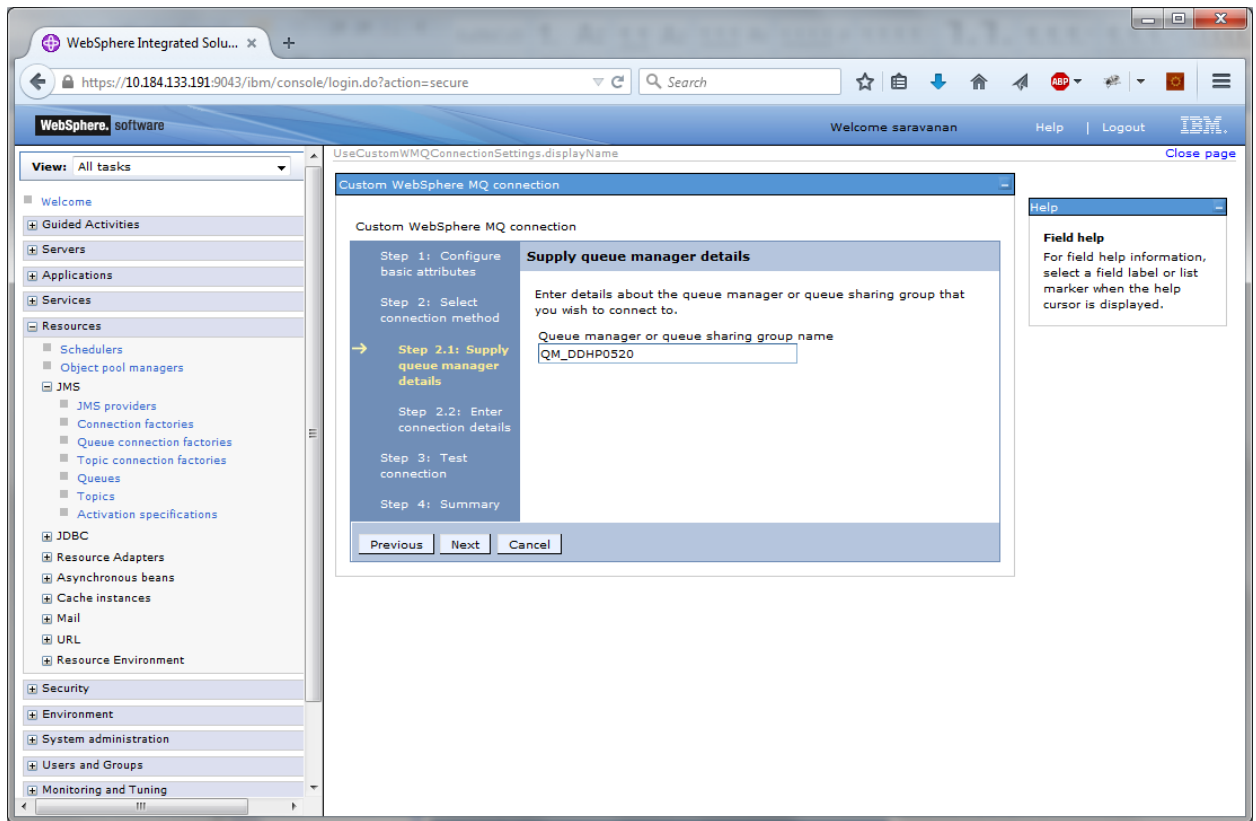 WebSphere Integrated Solu...
https://10.184.133.191:9043/ibm/console/login.do?action=secure
Search
ABP
WebSphere. software
Welcome saravanan
Help | Logout
IBM.
View: All tasks
Welcome
Guided Activities
Servers
Applications
Services
Resources
Schedulers
Object pool managers
JMS
JMS providers
Connection factories
Queue connection factories
Topic connection factories
Queues
Topics
Activation specifications
JDBC
Resource Adapters
Asynchronous beans
Cache instances
Mail
URL
Resource Environment
Security
Environment
System administration
Users and Groups
Monitoring and Tuning
UseCustomWMQConnectionSettings.displayName
Close page
Custom WebSphere MQ connection
Custom WebSphere MQ connection
Step 1: Configure
basic attributes
Step 2: Select
connection method
Step 2.1: Supply
queue manager
details
Step 2.2: Enter
connection details
Step 3: Test
connection
Step 4: Summary
Supply queue manager details
Enter details about the queue manager or queue sharing group that
you wish to connect to.
Queue manager or queue sharing group name
QM_DDHP0520
Previous
Next
Cancel
Help
Field help
For field help information,
select a field label or list
marker when the help
cursor is displayed.